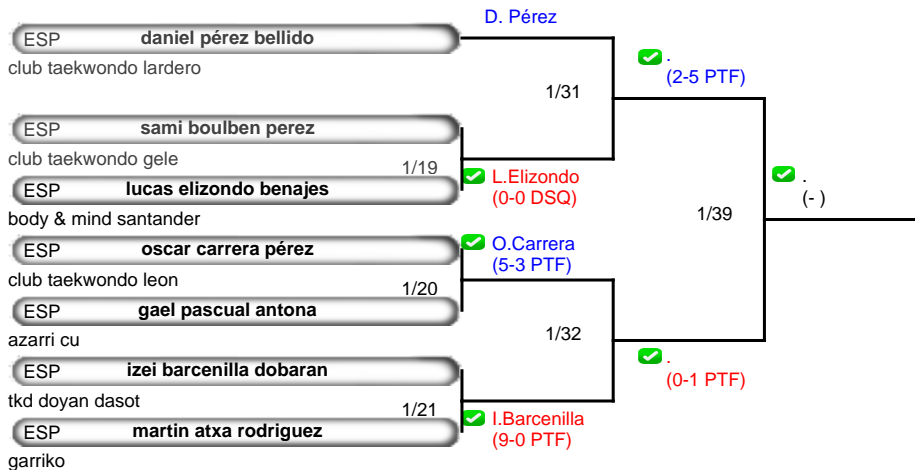 D. Pérez
ESP daniel pérez bellido
club taekwondo lardero
.
(2-5 PTF)
1/31
ESP sami boulben perez
club taekwondo gele
1/19
ESP lucas elizondo benajes
L.Elizondo
(0-0 DSQ)
body & mind santander
.
(- )
1/39
ESP oscar carrera pérez
O.Carrera
(5-3 PTF)
club taekwondo leon
1/20
ESP gael pascual antona
azarri cu
1/32
ESP izei barcenilla dobaran
.
(0-1 PTF)
tkd doyan dasot
1/21
ESP martin atxa rodriguez
I.Barcenilla
(9-0 PTF)
garriko